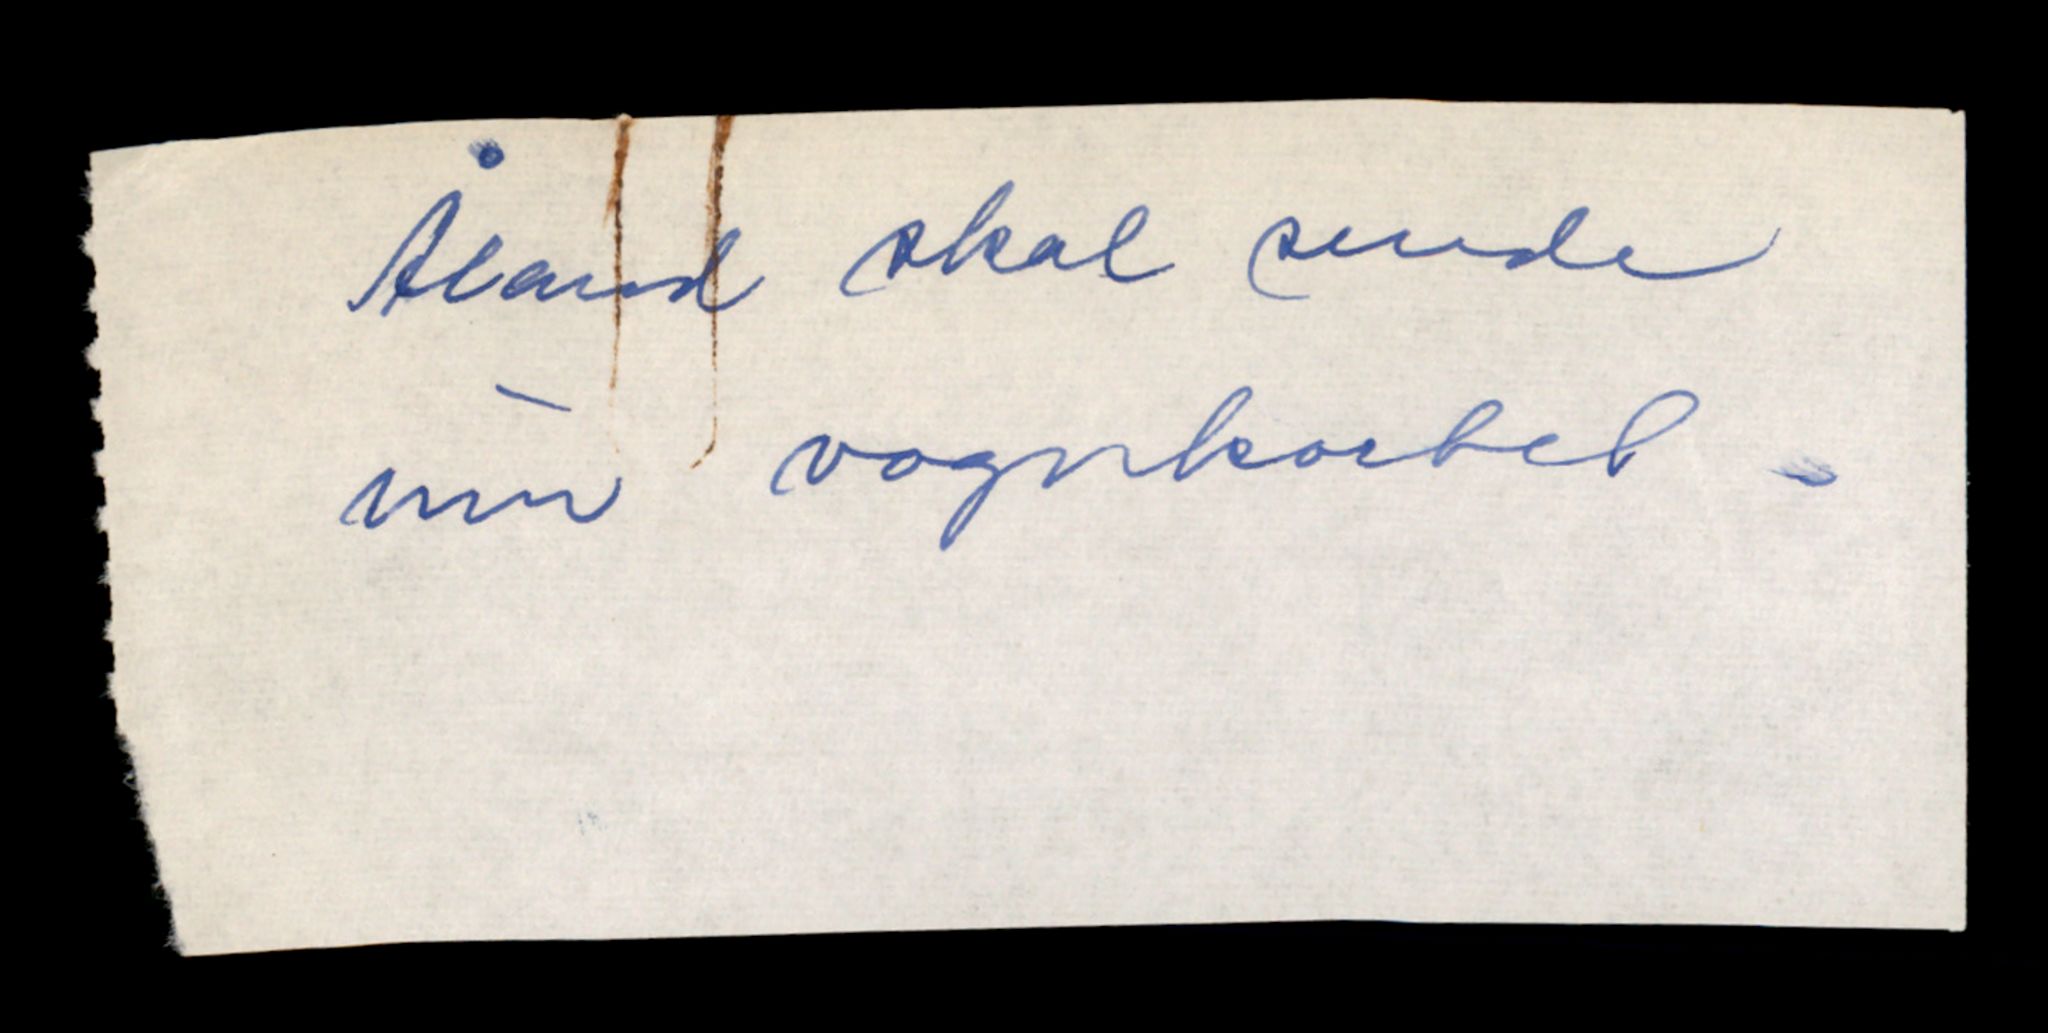 Åland skal sende
inn vognkortet.